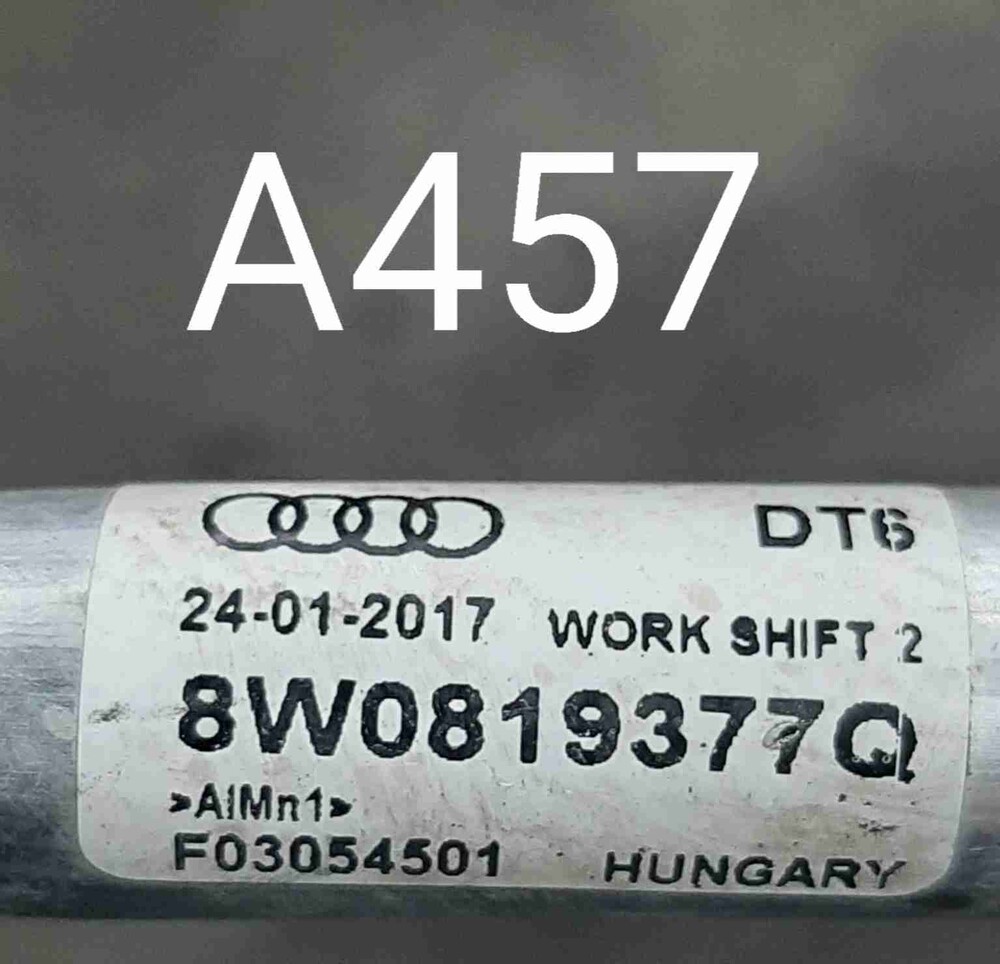 A457
DT6
24-01-2017 WORK SHIFT 2
8W0819377Q
>AlMn1>
F03054501 HUNGARY